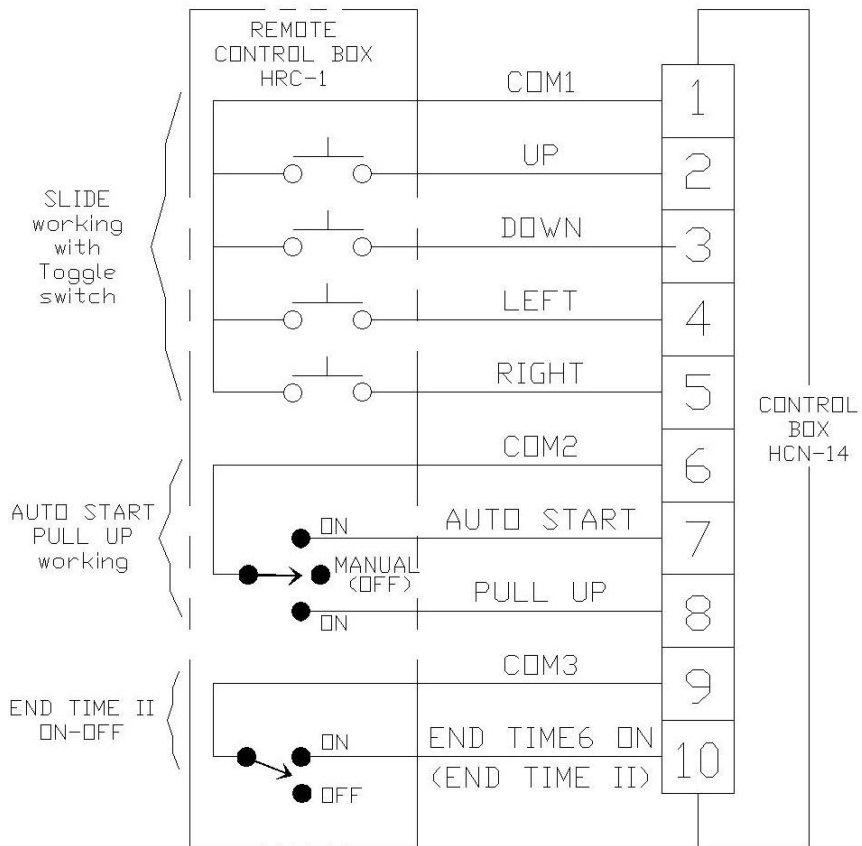 REMOTE
CONTROL BOX
HRC-1
COM1
1
UP
2
DOWN
3
LEFT
4
RIGHT
5
SLIDE
working
with
Toggle
switch
CONTROL
BOX
HCN-14
COM2
6
AUTO START
PULL UP
working
ON
AUTO START
7
MANUAL
(OFF)
ON
PULL UP
8
COM3
9
END TIME II
ON-OFF
ON
OFF
END TIME6 ON
(END TIME II)
10